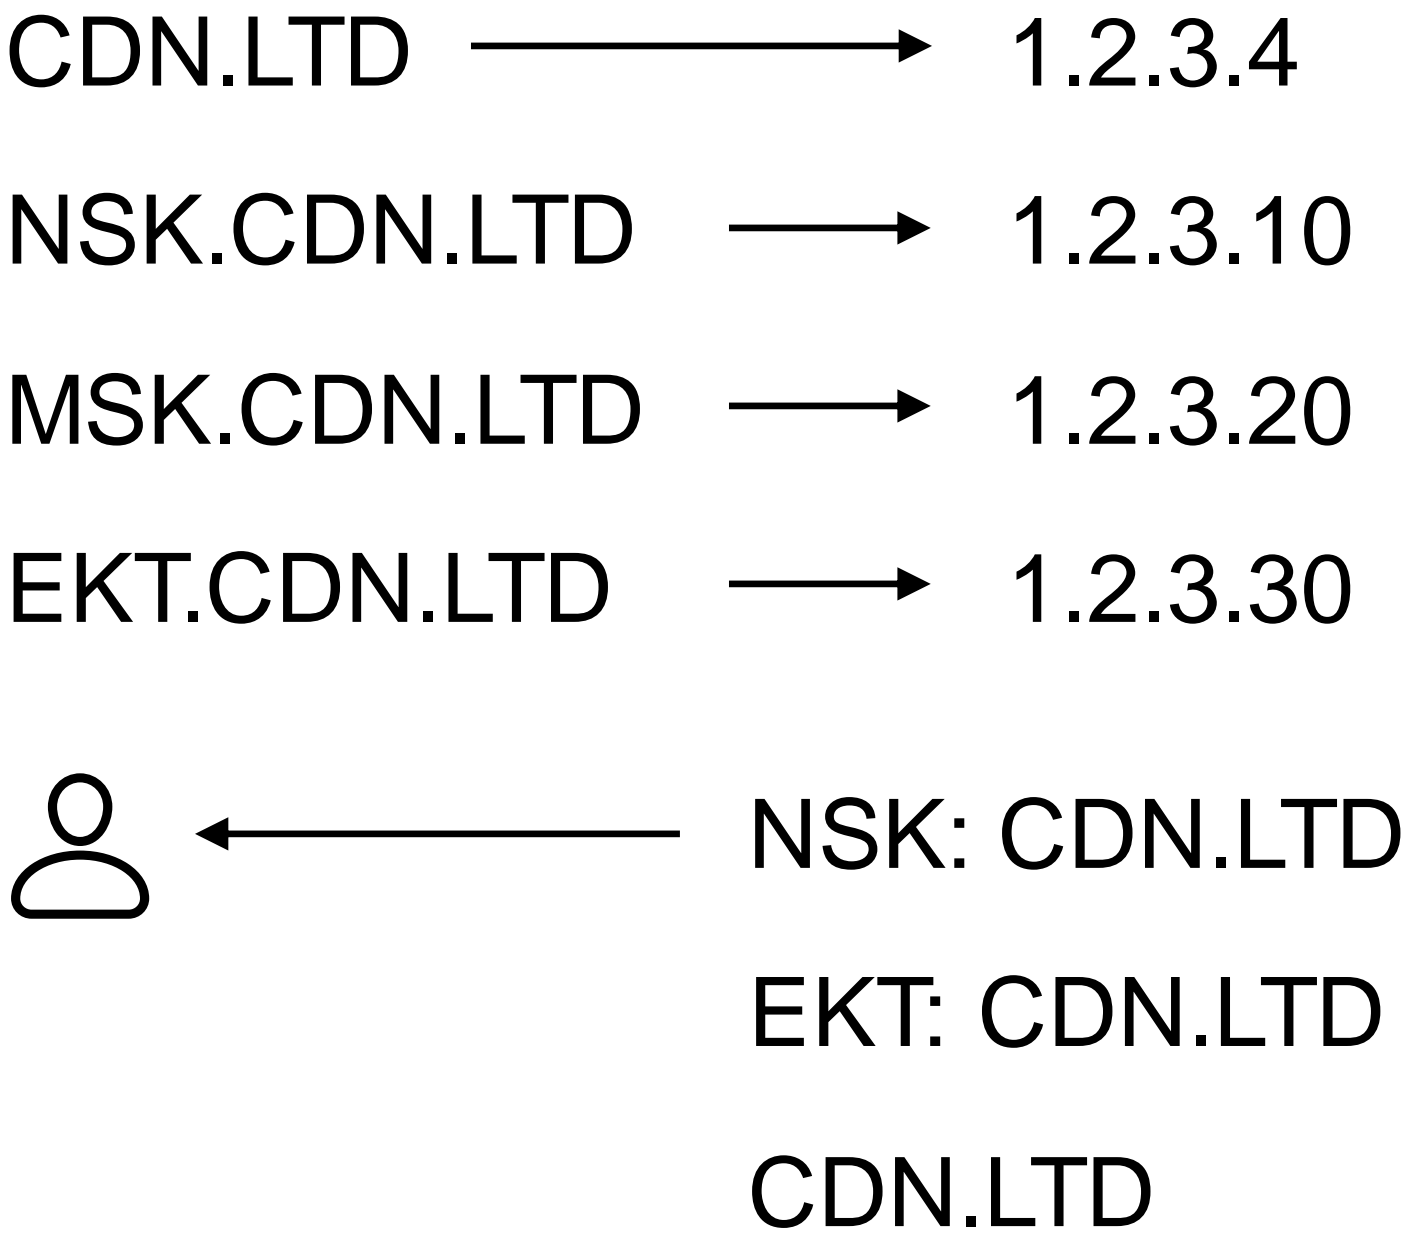 CDN.LTD 1.2.3.4
NSK.CDN.LTD 1.2.3.10
MSK.CDN.LTD 1.2.3.20
EKT.CDN.LTD 1.2.3.30
NSK: CDN.LTD
EKT: CDN.LTD
CDN.LTD